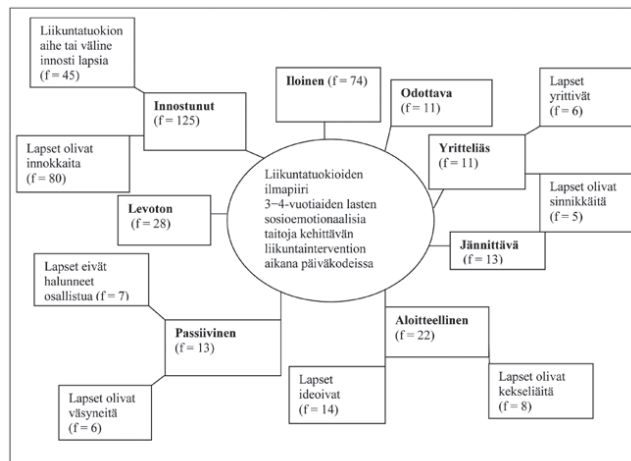 Liikuntatuokion
aihe tai väline
innosti lapsia
(f = 45)
Innostunut
(f = 125)
Lapset olivat
innokkaita
(f = 80)
Iloinen (f = 74)
Odottava
(f = 11)
Lapset
yrittivät
(f = 6)
Yritteliäs
(f = 11)
Lapset olivat
sinnikkäitä
(f = 5)
Levoton
(f = 28)
Liikuntatuokioiden
ilmapiiri
3–4-vuotiaiden lasten
sosioemotionaalisia
taitoja kehittävän
liikuntaintervention
aikana päiväkodeissa
Jännittävä
(f = 13)
Lapset eivät
halunneet
osallistua (f = 7)
Passiivinen
(f = 13)
Lapset olivat
väsyneitä
(f = 6)
Aloitteellinen
(f = 22)
Lapset
ideoivat
(f = 14)
Lapset olivat
kekseliäitä
(f = 8)